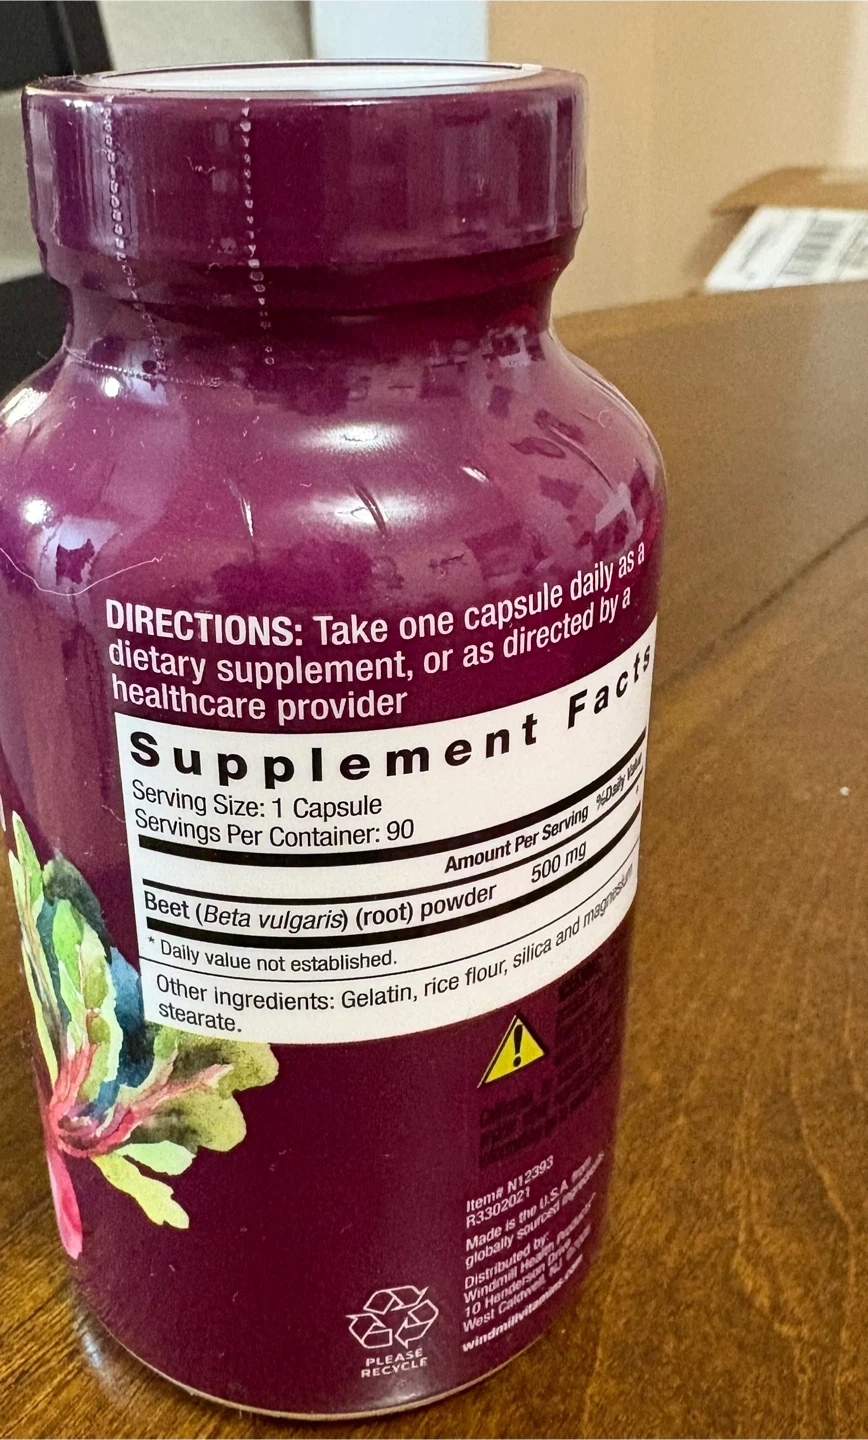 DIRECTIONS: Take one capsule daily as a
dietary supplement, or as directed by a
healthcare provider
Supplement Facts
Serving Size: 1 Capsule
Servings Per Container: 90
Amount Per Serving %Daily Value
Beet (Beta vulgaris) (root) powder 500 mg *
* Daily value not established.
Other ingredients: Gelatin, rice flour, silica and magnesium
stearate.
Item# N12393
R3302021
Made is the U.S.A. from
globally sourced ingredients
Distributed by:
Windmill Health Products
10 Henderson Drive
West Caldwell, NJ
windmillvitamins.com
PLEASE
RECYCLE